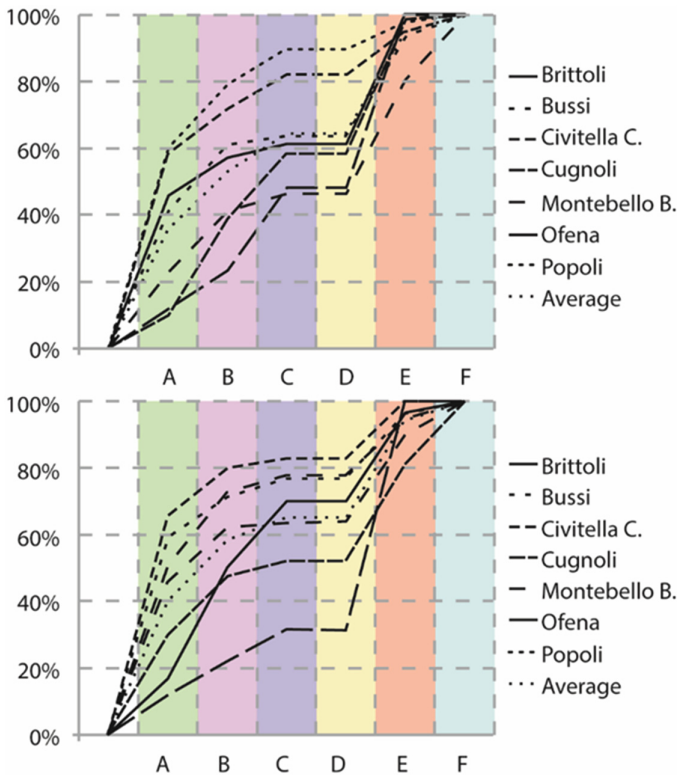 100%
80%
60%
40%
20%
0%
A B C D E F
Brittoli
Bussi
Civitella C.
Cugnoli
Montebello B.
Ofena
Popoli
Average
100%
80%
60%
40%
20%
0%
A B C D E F
Brittoli
Bussi
Civitella C.
Cugnoli
Montebello B.
Ofena
Popoli
Average